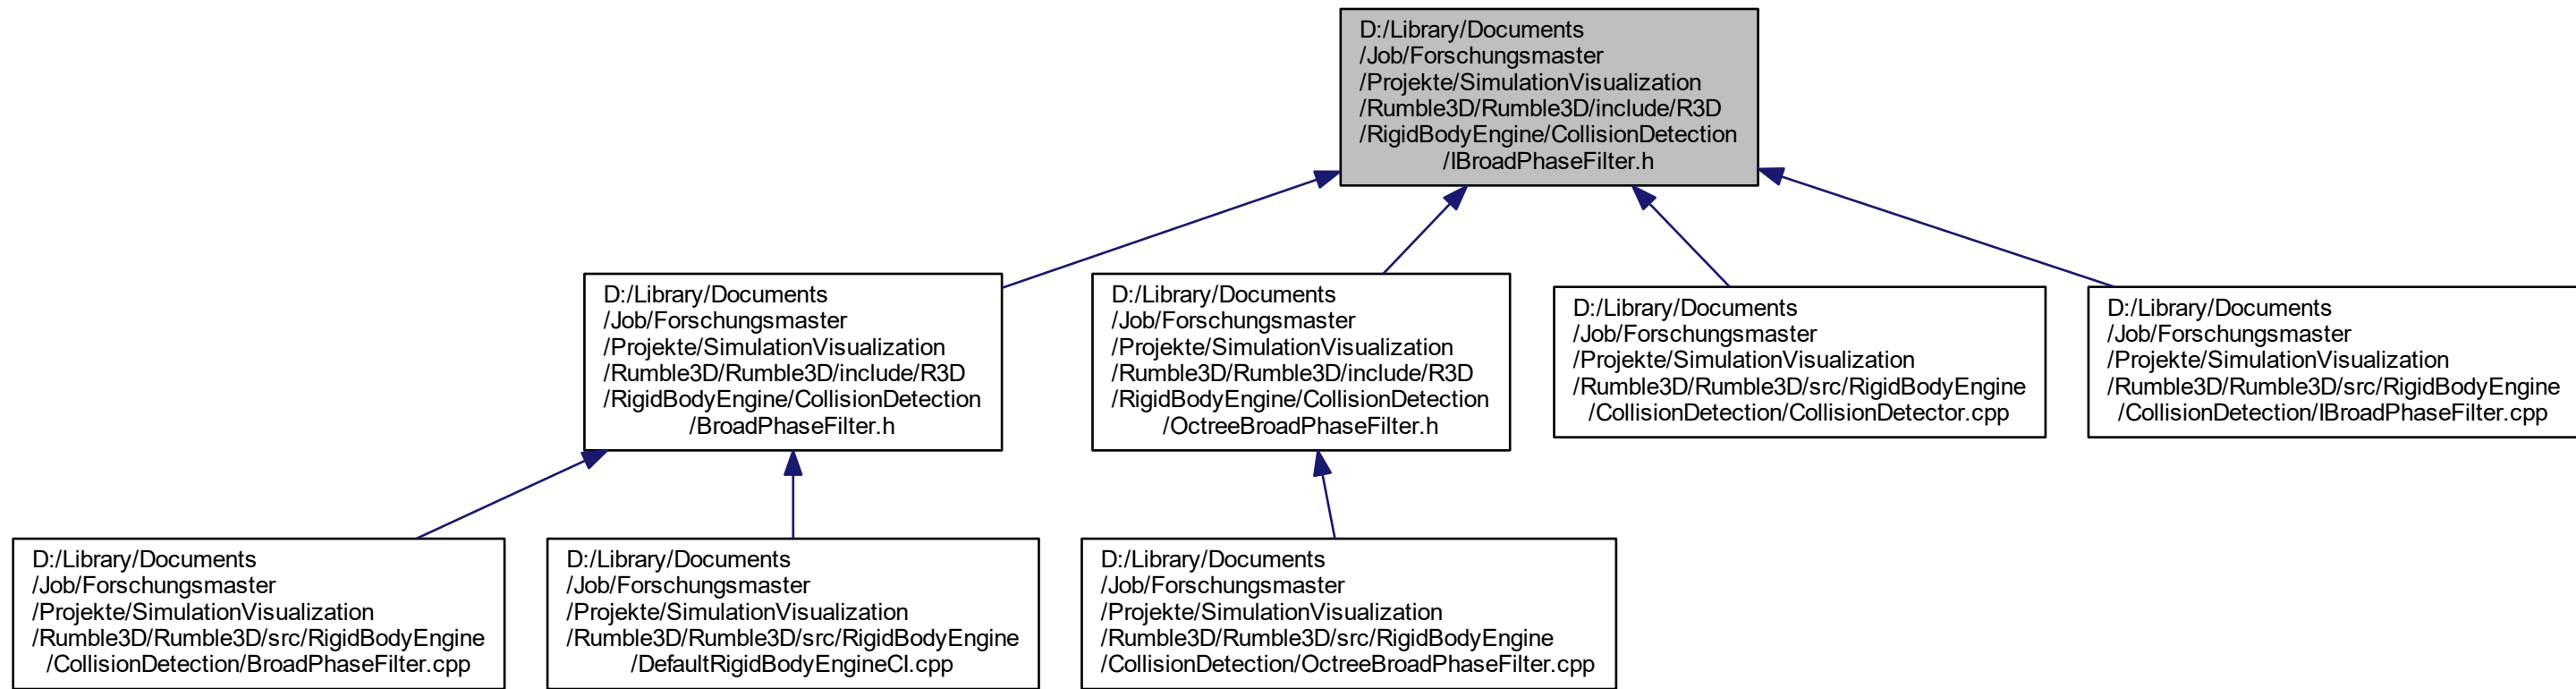 D:/Library/Documents
/Job/Forschungsmaster
/Projekte/SimulationVisualization
/Rumble3D/Rumble3D/include/R3D
/RigidBodyEngine/CollisionDetection
/IBroadPhaseFilter.h
D:/Library/Documents
/Job/Forschungsmaster
/Projekte/SimulationVisualization
/Rumble3D/Rumble3D/include/R3D
/RigidBodyEngine/CollisionDetection
/BroadPhaseFilter.h
D:/Library/Documents
/Job/Forschungsmaster
/Projekte/SimulationVisualization
/Rumble3D/Rumble3D/include/R3D
/RigidBodyEngine/CollisionDetection
/OctreeBroadPhaseFilter.h
D:/Library/Documents
/Job/Forschungsmaster
/Projekte/SimulationVisualization
/Rumble3D/Rumble3D/src/RigidBodyEngine
/CollisionDetection/CollisionDetector.cpp
D:/Library/Documents
/Job/Forschungsmaster
/Projekte/SimulationVisualization
/Rumble3D/Rumble3D/src/RigidBodyEngine
/CollisionDetection/IBroadPhaseFilter.cpp
D:/Library/Documents
/Job/Forschungsmaster
/Projekte/SimulationVisualization
/Rumble3D/Rumble3D/src/RigidBodyEngine
/CollisionDetection/BroadPhaseFilter.cpp
D:/Library/Documents
/Job/Forschungsmaster
/Projekte/SimulationVisualization
/Rumble3D/Rumble3D/src/RigidBodyEngine
/DefaultRigidBodyEngineCI.cpp
D:/Library/Documents
/Job/Forschungsmaster
/Projekte/SimulationVisualization
/Rumble3D/Rumble3D/src/RigidBodyEngine
/CollisionDetection/OctreeBroadPhaseFilter.cpp